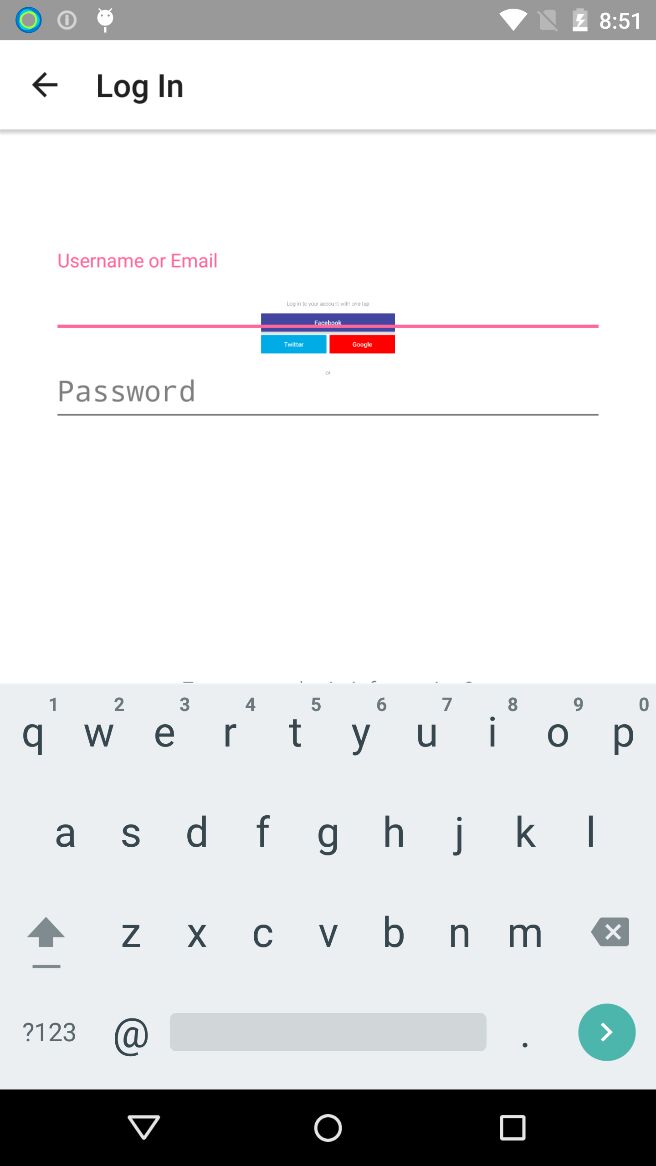 8:51
Log In
Username or Email
Log in to your account with one tap
Facebook
Twitter Google
or
Password
1 2 3 4 5 6 7 8 9 0
q w e r t y u i o p
a s d f g h j k l
z x c v b n m
?123 @ .